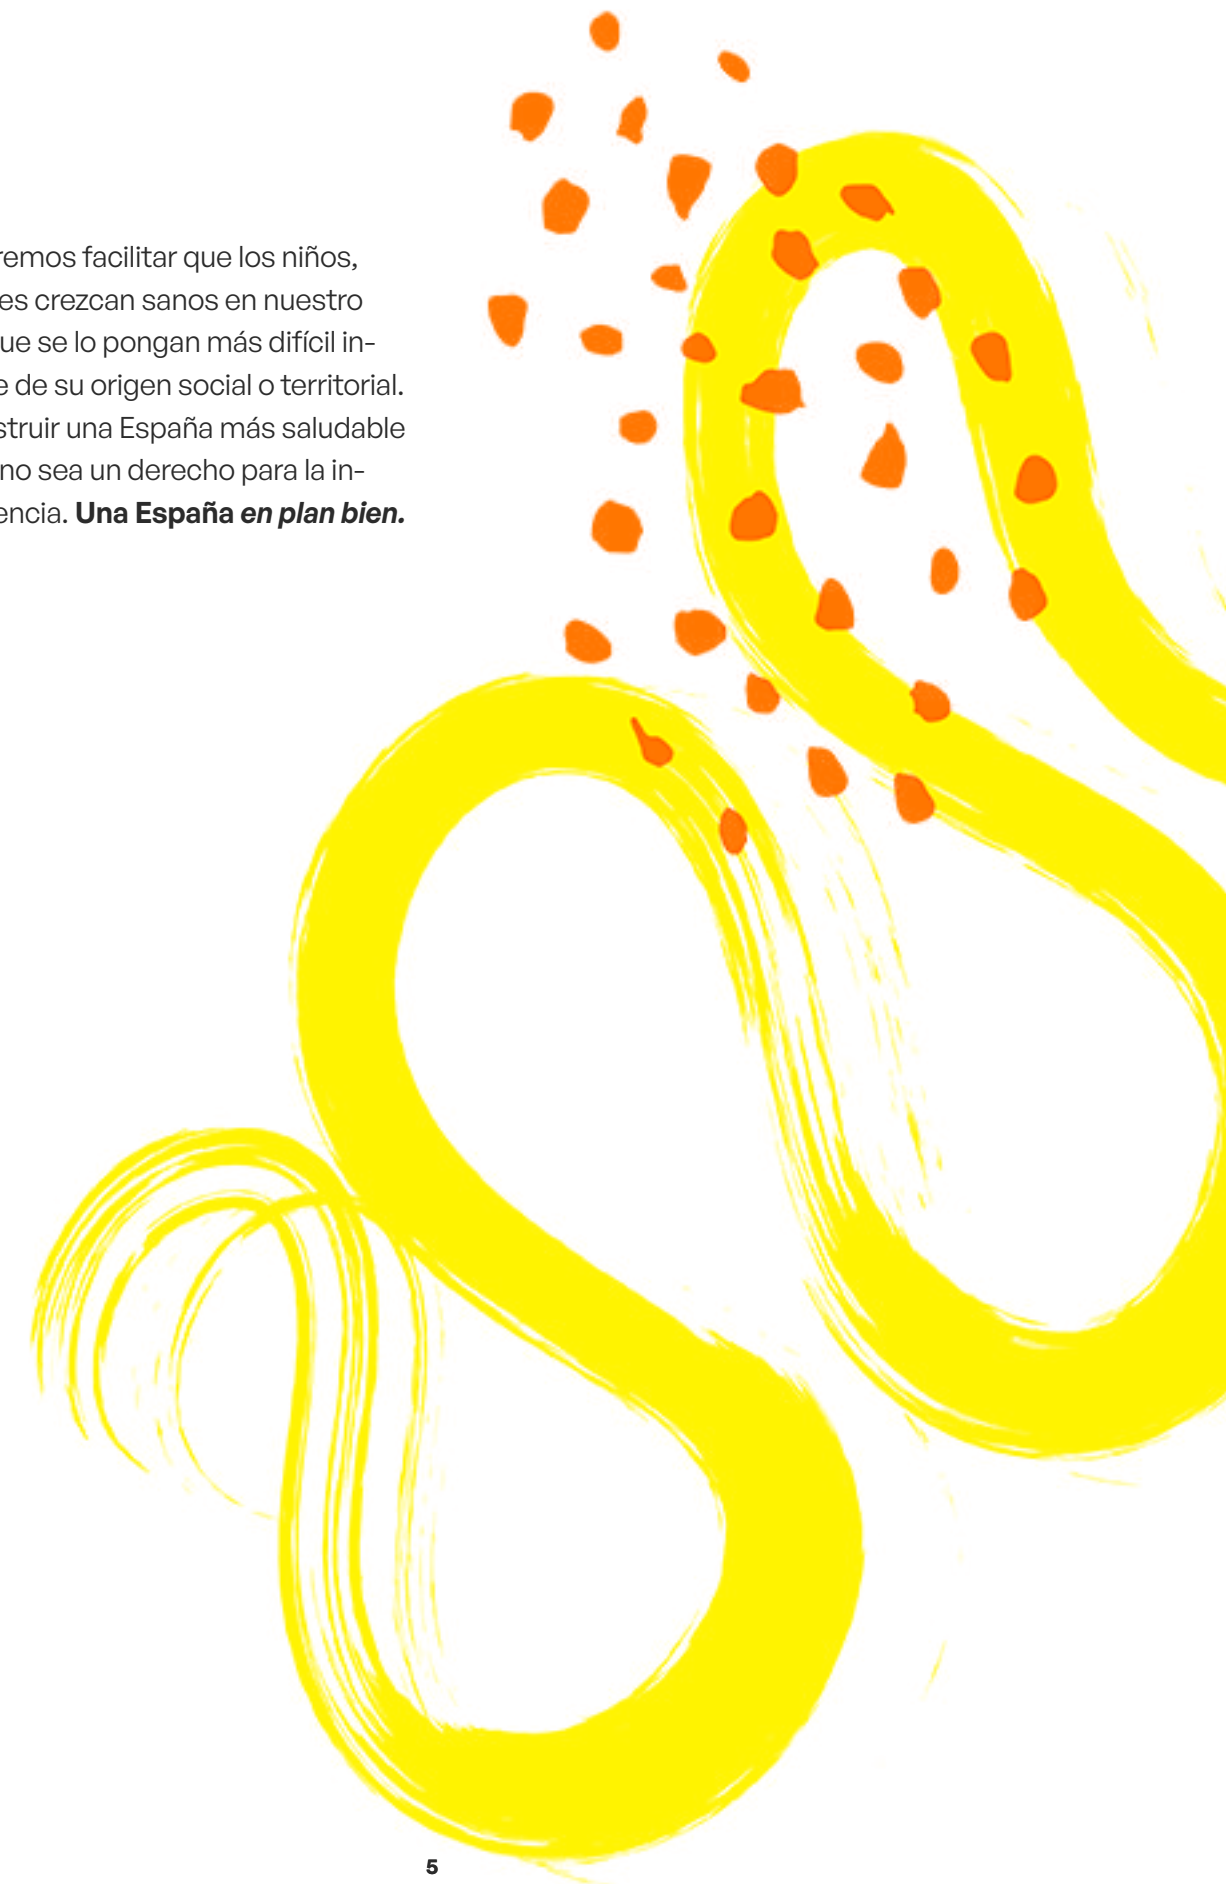 remos facilitar que los niños,
es crezcan sanos en nuestro
ue se lo pongan más difícil in-
e de su origen social o territorial.
struir una España más saludable
no sea un derecho para la in-
encia. Una España en plan bien.
5